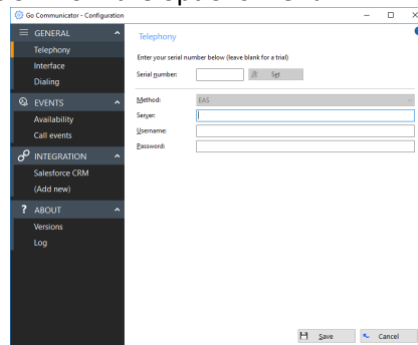 Go Communicator - Configuration
GENERAL
Telephony
Interface
Dialing
EVENTS
Availability
Call events
INTEGRATION
Salesforce CRM
(Add new)
? ABOUT
Versions
Log
Telephony
Enter your serial number below (leave blank for a trial)
Serial number:
Set
Method:
EAS
Server:
Username:
Password:
Save
Cancel